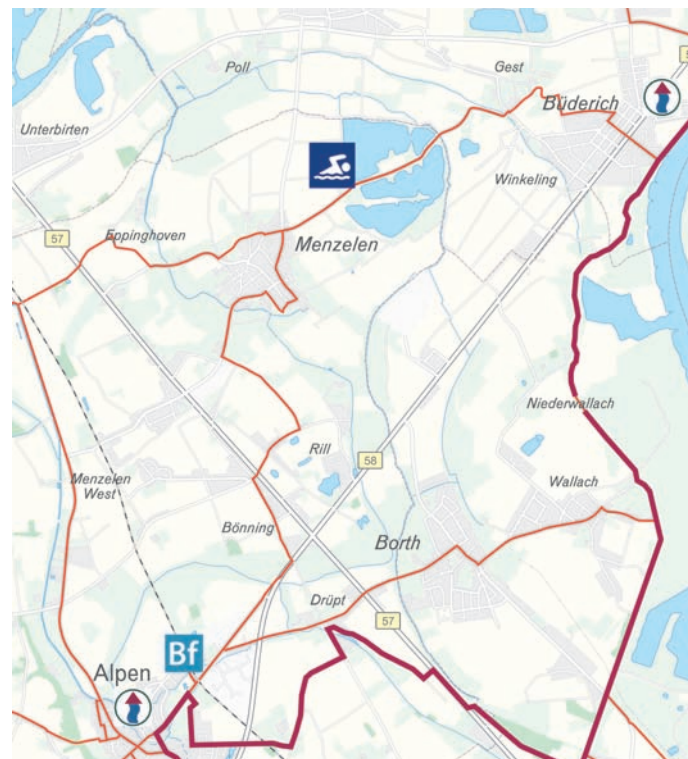 Poll
Gest
Büderich
5
Unterbirten
Winkeling
57
Eppinghoven
Menzelen
Niederwallach
58
Rill
Menzelen
West
Wallach
Bönning
Borth
Drüpt
57
Bf
Alpen